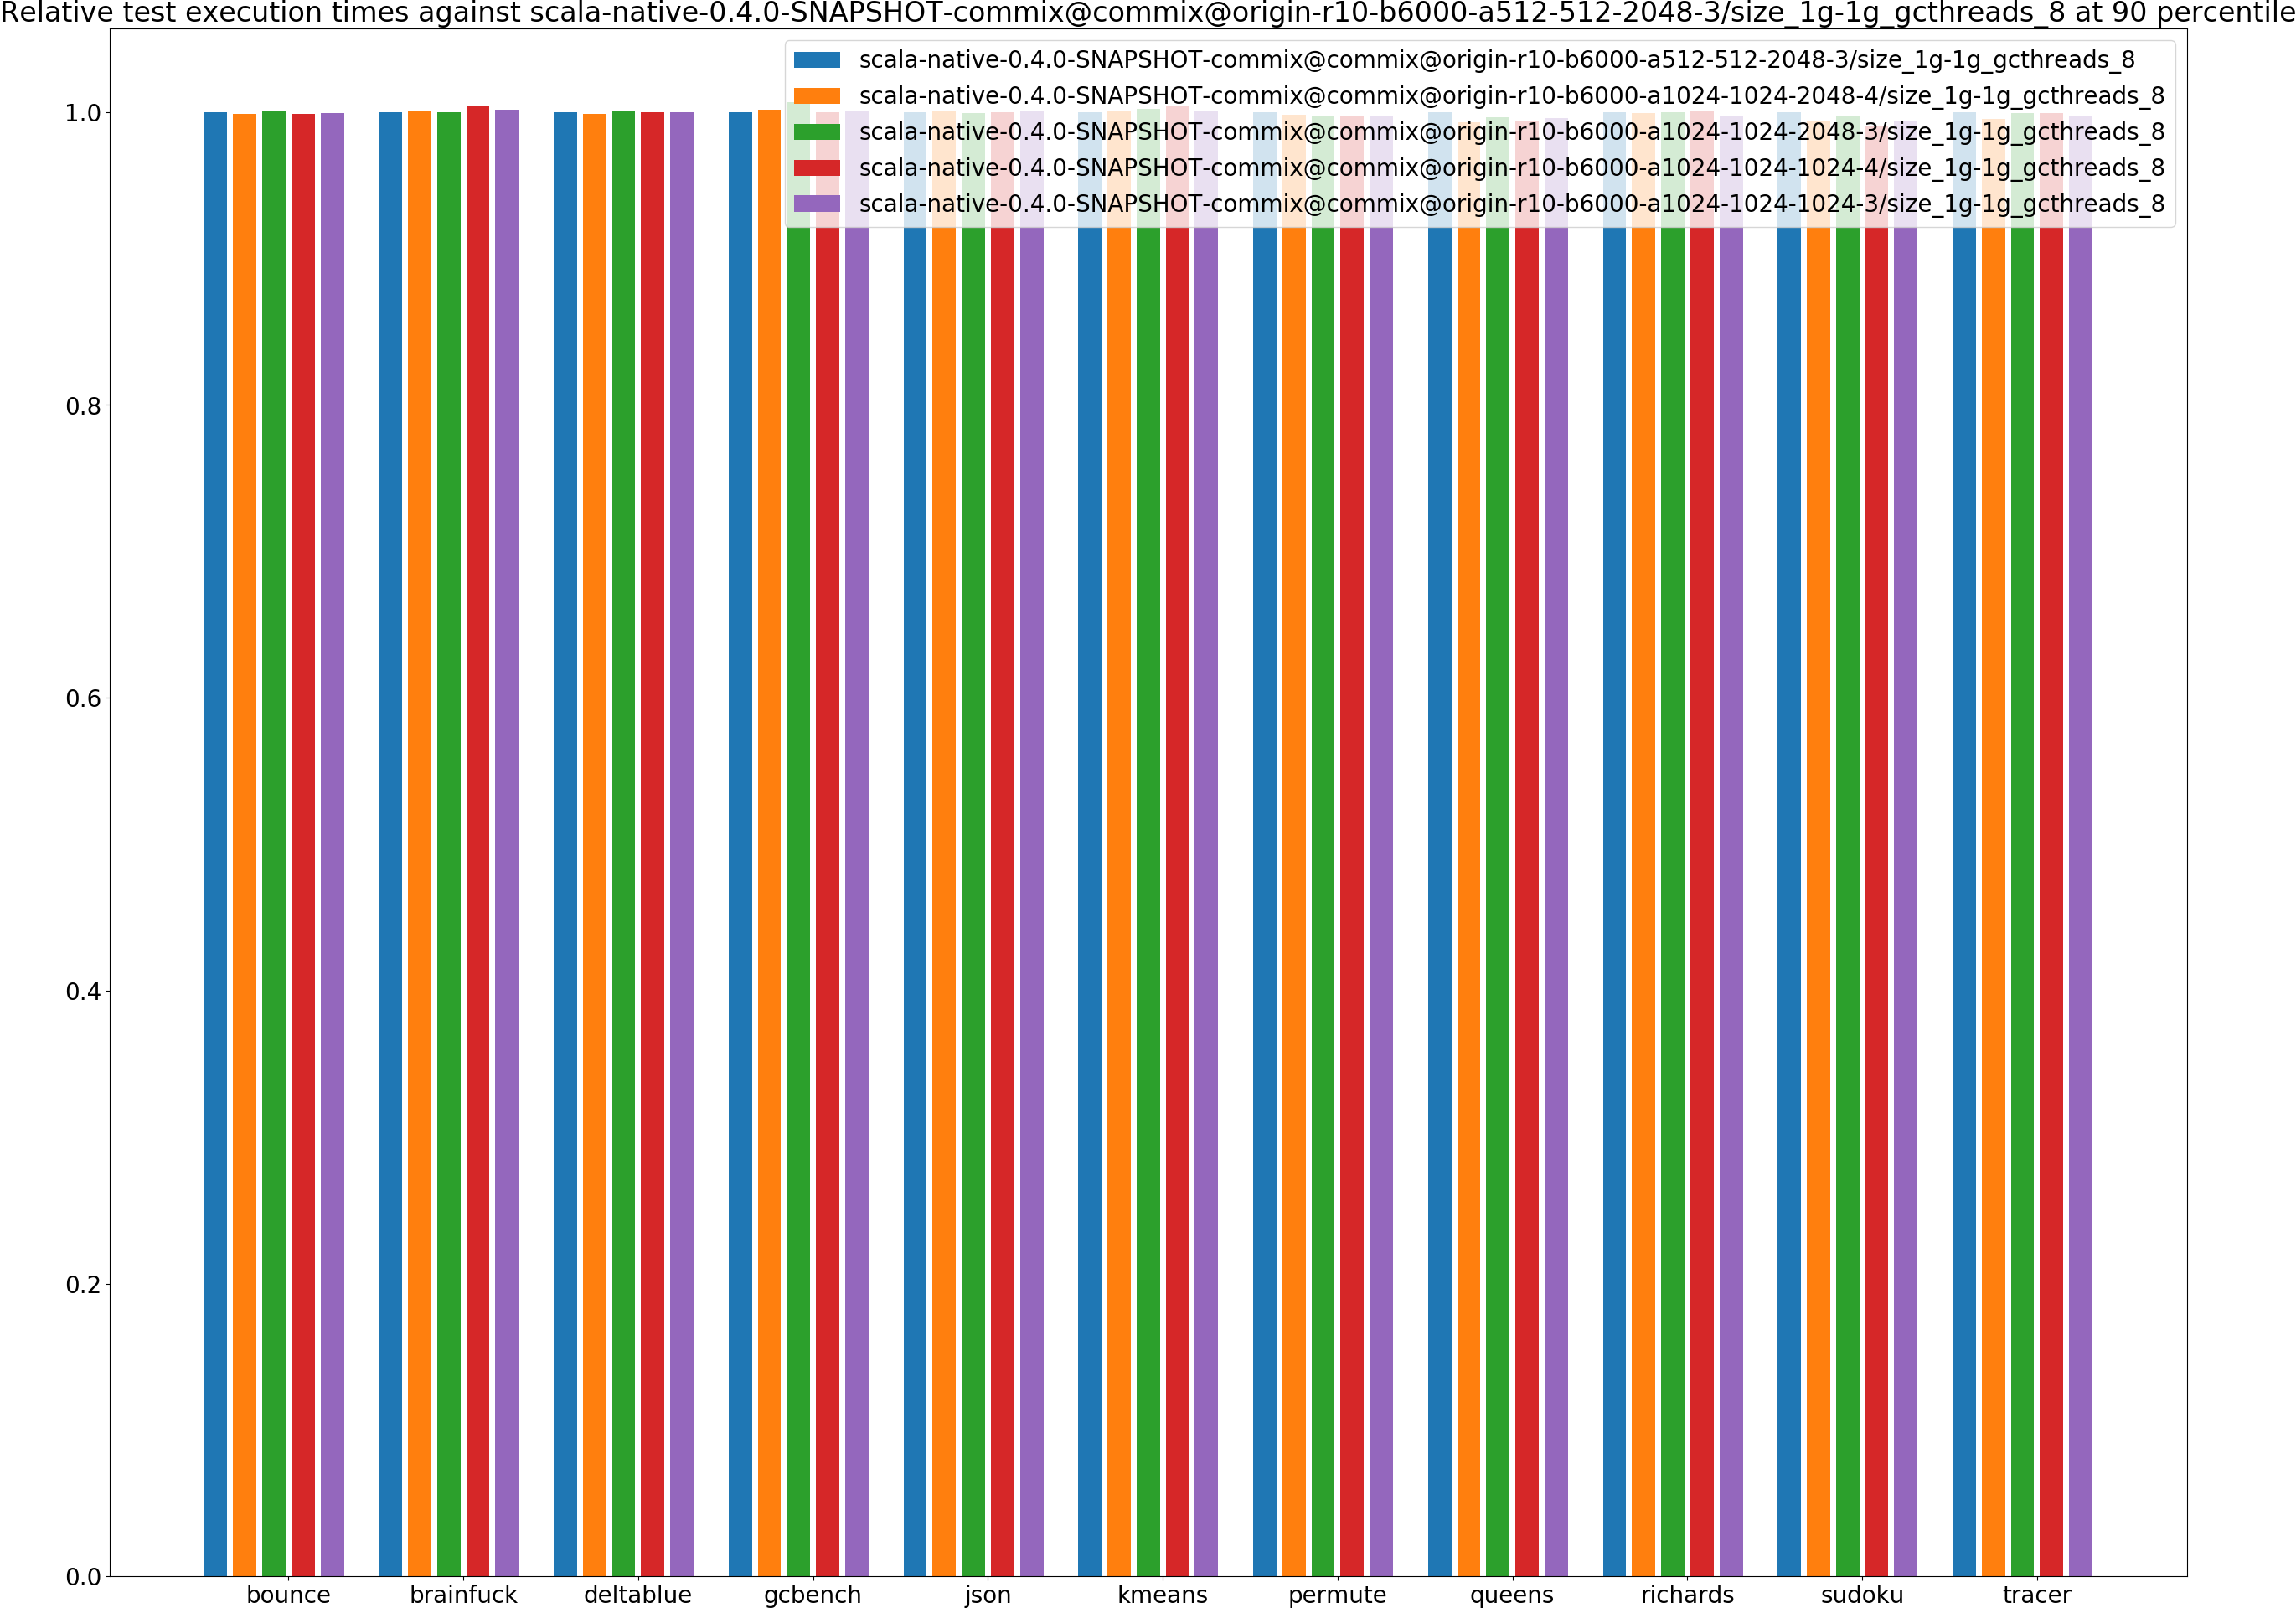 Relative test execution times against scala-native-0.4.0-SNAPSHOT-commix@commix@origin-r10-b6000-a512-512-2048-3/size_1g-1g_gcthreads_8 at 90 percentile
scala-native-0.4.0-SNAPSHOT-commix@commix@origin-r10-b6000-a512-512-2048-3/size_1g-1g_gcthreads_8
scala-native-0.4.0-SNAPSHOT-commix@commix@origin-r10-b6000-a1024-1024-2048-4/size_1g-1g_gcthreads_8
scala-native-0.4.0-SNAPSHOT-commix@commix@origin-r10-b6000-a1024-1024-2048-3/size_1g-1g_gcthreads_8
scala-native-0.4.0-SNAPSHOT-commix@commix@origin-r10-b6000-a1024-1024-1024-4/size_1g-1g_gcthreads_8
scala-native-0.4.0-SNAPSHOT-commix@commix@origin-r10-b6000-a1024-1024-1024-3/size_1g-1g_gcthreads_8
1.0
0.8
0.6
0.4
0.2
0.0
bounce brainfuck deltablue gcbench json kmeans permute queens richards sudoku tracer